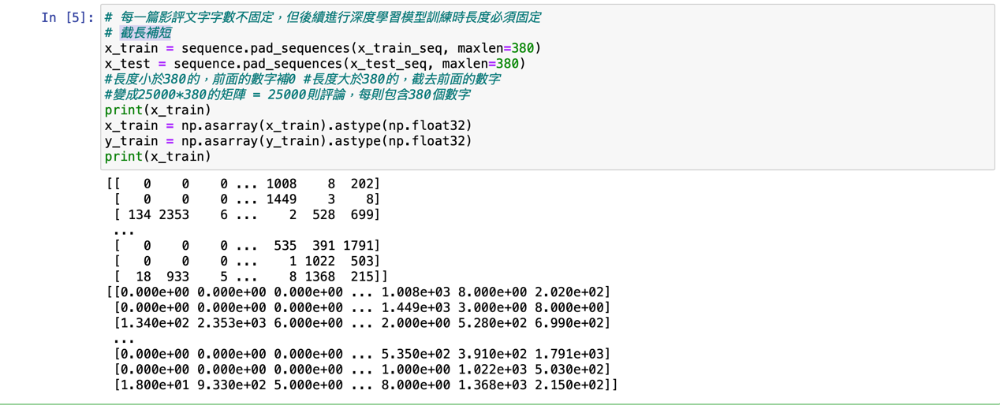 In [5]:
# 每一篇影評文字字數不固定，但後續進行深度學習模型訓練時長度必須固定
# 截長補短
x_train = sequence.pad_sequences(x_train_seq, maxlen=380)
x_test = sequence.pad_sequences(x_test_seq, maxlen=380)
#長度小於380的，前面的數字補0 #長度大於380的，截去前面的數字
#變成25000*380的矩陣 = 25000則評論，每則包含380個數字
print(x_train)
x_train = np.asarray(x_train).astype(np.float32)
y_train = np.asarray(y_train).astype(np.float32)
print(x_train)
[[   0    0    0 ... 1008    8  202]
 [   0    0    0 ... 1449    3    8]
 [ 134 2353    6 ...    2  528  699]
 ...
 [   0    0    0 ...  535  391 1791]
 [   0    0    0 ...    1 1022  503]
 [  18  933    5 ...    8 1368  215]]
[[0.000e+00 0.000e+00 0.000e+00 ... 1.008e+03 8.000e+00 2.020e+02]
 [0.000e+00 0.000e+00 0.000e+00 ... 1.449e+03 3.000e+00 8.000e+00]
 [1.340e+02 2.353e+03 6.000e+00 ... 2.000e+00 5.280e+02 6.990e+02]
 ...
 [0.000e+00 0.000e+00 0.000e+00 ... 5.350e+02 3.910e+02 1.791e+03]
 [0.000e+00 0.000e+00 0.000e+00 ... 1.000e+00 1.022e+03 5.030e+02]
 [1.800e+01 9.330e+02 5.000e+00 ... 8.000e+00 1.368e+03 2.150e+02]]